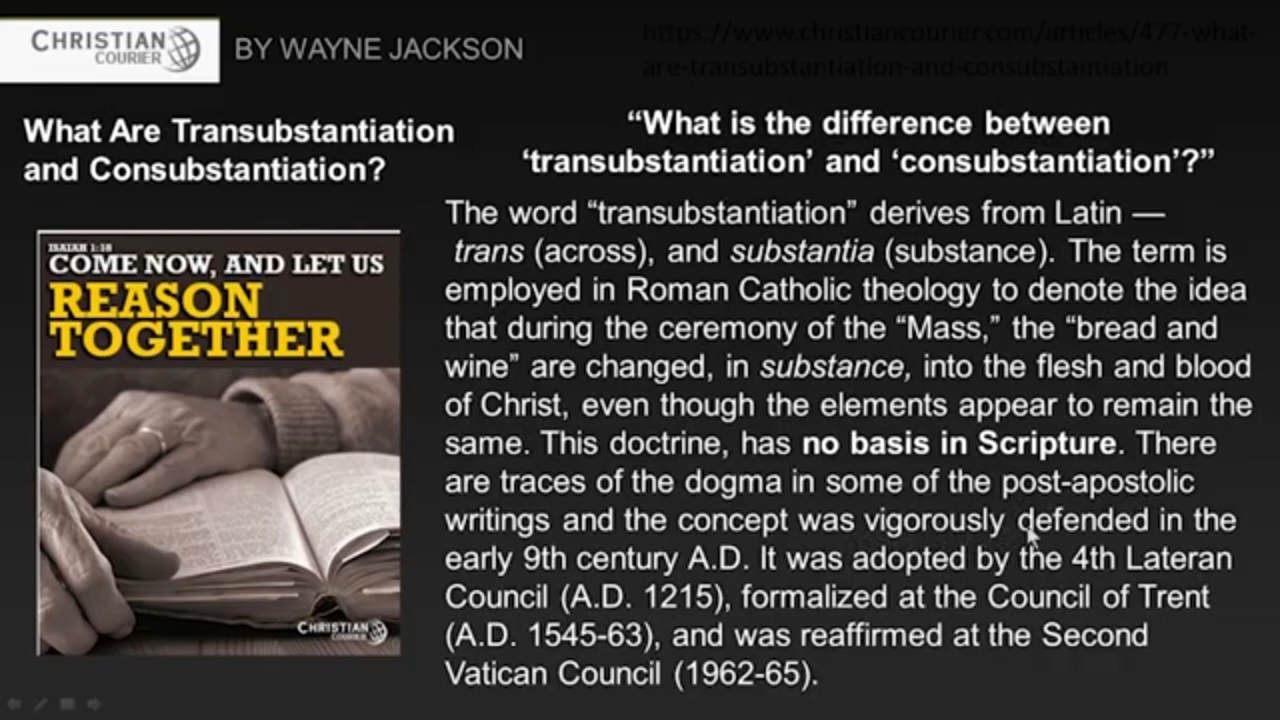 CHRISTIAN
COURIER
BY WAYNE JACKSON
https://www.christiancourier.com/articles/477-what-
are-transubstantiation-and-consubstantiation
What Are Transubstantiation
and Consubstantiation?
“What is the difference between
‘transubstantiation’ and ‘consubstantiation’?”
ISAIAH 1:18
COME NOW, AND LET US
REASON
TOGETHER
CHRISTIAN
COURIER
The word “transubstantiation” derives from Latin —
trans (across), and substantia (substance). The term is
employed in Roman Catholic theology to denote the idea
that during the ceremony of the “Mass,” the “bread and
wine” are changed, in substance, into the flesh and blood
of Christ, even though the elements appear to remain the
same. This doctrine, has no basis in Scripture. There
are traces of the dogma in some of the post-apostolic
writings and the concept was vigorously defended in the
early 9th century A.D. It was adopted by the 4th Lateran
Council (A.D. 1215), formalized at the Council of Trent
(A.D. 1545-63), and was reaffirmed at the Second
Vatican Council (1962-65).